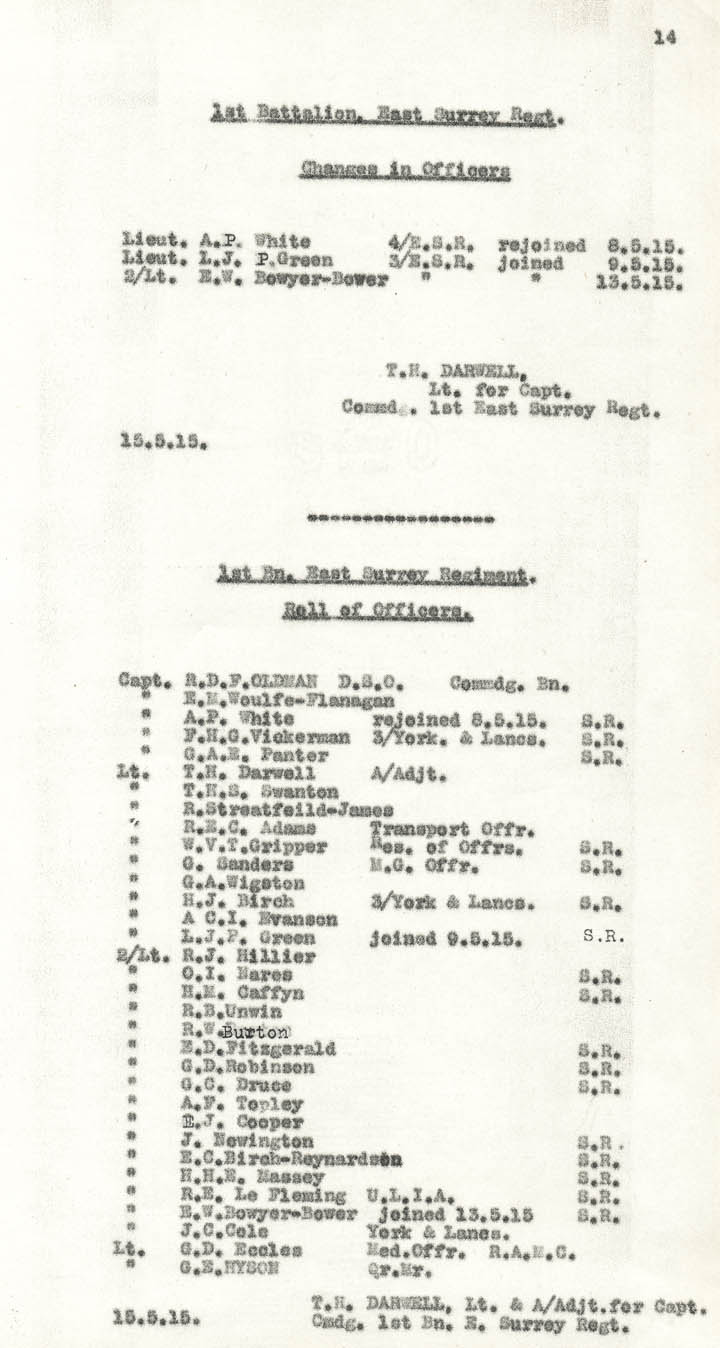 14
1st Battalion, East Surrey Regt.
Changes in Officers
Lieut. A.P. White 4/E.S.R. rejoined 8.5.15.
Lieut. L.J. P.Green 3/E.S.R. joined 9.5.15.
2/Lt. E.W. Bowyer-Bower " " 13.5.15.
T.H. DARWELL,
Lt. for Capt.
Commdg. 1st East Surrey Regt.
15.5.15.
-----------------
1st Bn. East Surrey Regiment.
Roll of Officers.
Capt. R.D.F.OLDMAN D.S.O. Commdg. Bn.
" E.M.Woulfe-Flanagan
" A.P. White rejoined 8.5.15. S.R.
" F.H.G.Vickerman 3/York. & Lancs. S.R.
" G.A.E. Panter S.R.
Lt. T.H. Darwell A/Adjt.
" T.H.S. Swanton
" R.Streatfeild-James
" R.E.C. Adams Transport Offr.
" W.V.T.Gripper Res. of Offrs. S.R.
" G. Sanders M.G. Offr. S.R.
" G.A.Wigston
" H.J. Birch 3/York & Lancs. S.R.
" A C.I. Evanson
" L.J.P. Green joined 9.5.15. S.R.
2/Lt. R.J. Hillier
" O.I. Nares S.R.
" H.M. Caffyn S.R.
" R.B.Unwin
" R.W.Burton
" E.D.Fitzgerald S.R.
" G.D.Robinson S.R.
" G.C. Druce S.R.
" A.F. Topley
" E.J. Cooper
" J. Newington S.R.
" E.C.Birch-Reynardson S.R.
" H.H.E. Massey S.R.
" R.E. Le Fleming U.L.I.A. S.R.
" E.W.Bowyer-Bower joined 13.5.15 S.R.
" J.C.Cole York & Lancs.
Lt. G.D. Eccles Med.Offr. R.A.M.C.
" G.E.HYSON Qr.Mr.
T.H. DARWELL, Lt. & A/Adjt.for Capt.
15.5.15. Cmdg. 1st Bn. E. Surrey Regt.